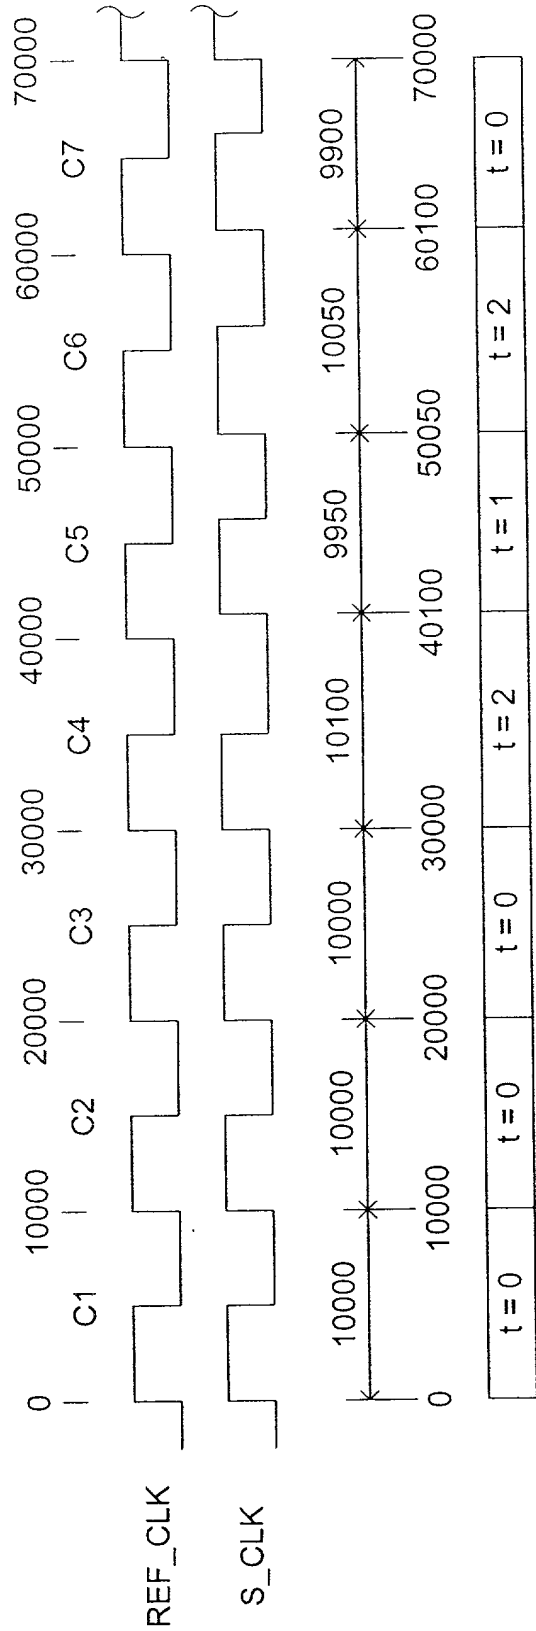 0 10000 20000 30000 40000 50000 60000 70000
C1 C2 C3 C4 C5 C6 C7
REF_CLK
S_CLK
10000 10000 10000 10100 9950 10050 9900
0 10000 20000 30000 40100 50050 60100 70000
t = 0 t = 0 t = 0 t = 2 t = 1 t = 2 t = 0